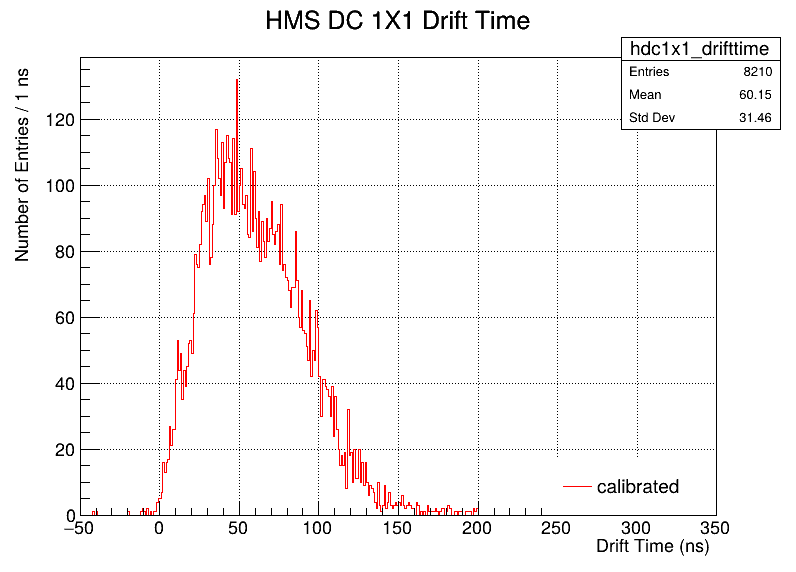 HMS DC 1X1 Drift Time
hdc1x1_drifttime
Entries 8210
Mean 60.15
Std Dev 31.46
Number of Entries / 1 ns
120
100
80
60
40
20
0
−50 0 50 100 150 200 250 300 350
Drift Time (ns)
calibrated